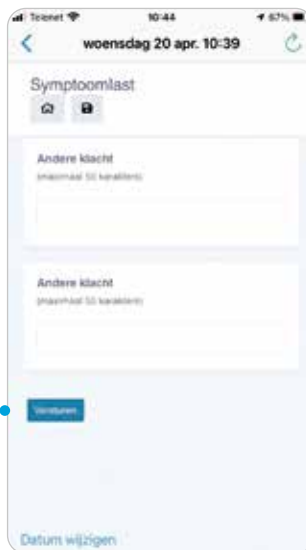 Telenet 10:44 67%
woensdag 20 apr. 10:39
Symptoomlast
Andere klacht
(maximaal 50 karakters)
Andere klacht
(maximaal 50 karakters)
Versturen
Datum wijzigen